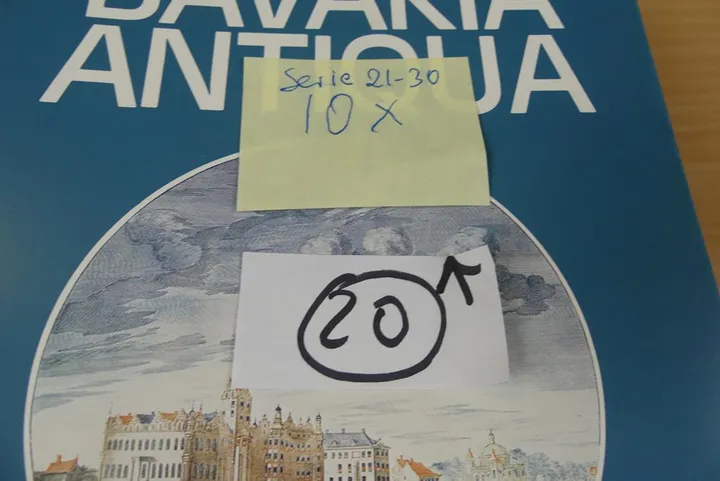 BAVARIA
ANTIQUA
Serie 21-30
10 x
20